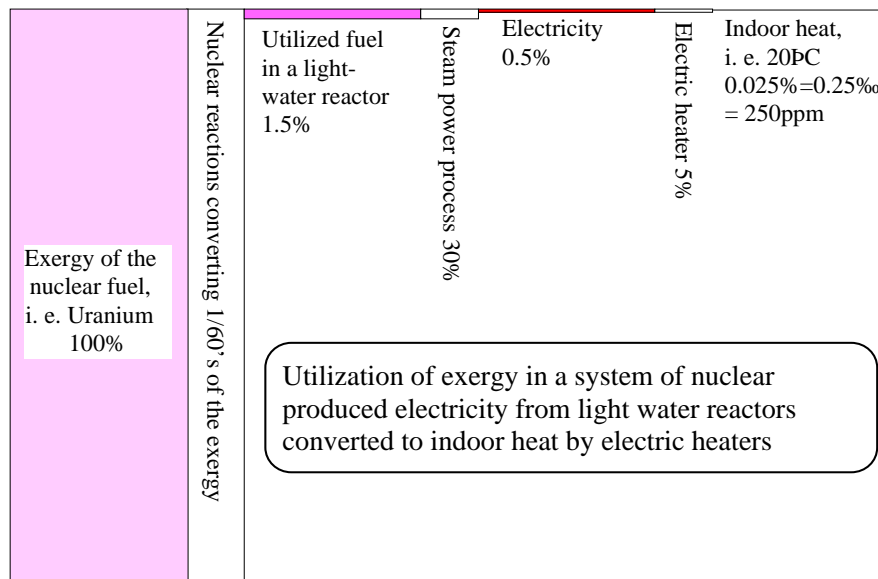 Exergy of the
nuclear fuel,
i. e. Uranium
100%
Nuclear reactions converting 1/60's of the exergy
Utilized fuel
in a light-
water reactor
1.5%
Steam power process 30%
Electricity
0.5%
Electric heater 5%
Indoor heat,
i. e. 20ÞC
0.025%=0.25‰
= 250ppm
Utilization of exergy in a system of nuclear
produced electricity from light water reactors
converted to indoor heat by electric heaters